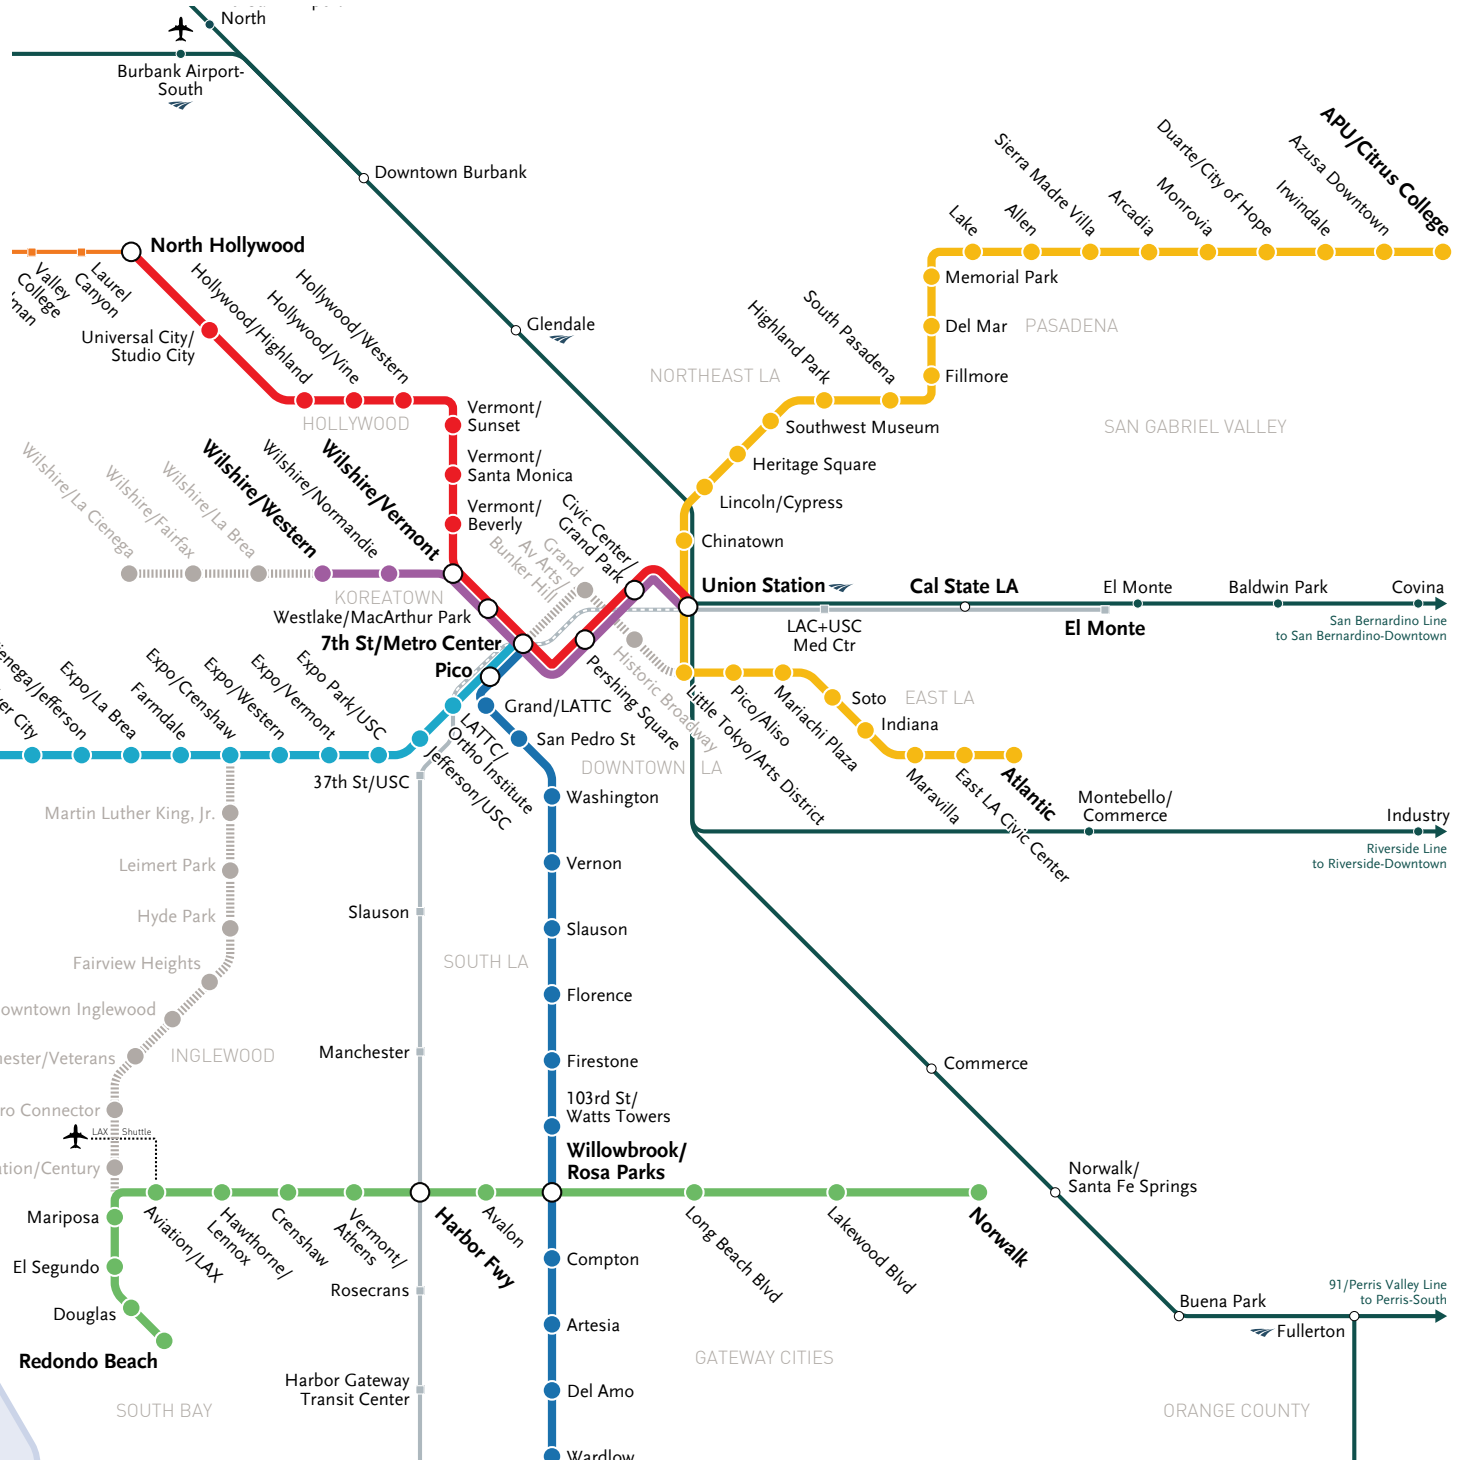 North
Burbank Airport-
South
Downtown Burbank
Glendale
North Hollywood
Valley
College
Laurel
Canyon
Universal City/
Studio City
Hollywood/Highland
Hollywood/Vine
Hollywood/Western
HOLLYWOOD
Vermont/
Sunset
Vermont/
Santa Monica
Vermont/
Beverly
Wilshire/La Cienega
Wilshire/Fairfax
Wilshire/La Brea
Wilshire/Western
Wilshire/Normandie
Wilshire/Vermont
KOREATOWN
Westlake/MacArthur Park
7th St/Metro Center
Pico
Grand
Av Arts/
Bunker Hill
Civic Center/
Grand Park
Historic Broadway
Pershing Square
Union Station
Chinatown
Lincoln/Cypress
Heritage Square
Southwest Museum
Highland Park
South Pasadena
NORTHEAST LA
Fillmore
Del Mar
PASADENA
Memorial Park
Lake
Allen
Sierra Madre Villa
Arcadia
Monrovia
Duarte/City of Hope
Irwindale
Azusa Downtown
APU/Citrus College
SAN GABRIEL VALLEY
LAC+USC
Med Ctr
Cal State LA
El Monte
El Monte
Baldwin Park
Covina
San Bernardino Line
to San Bernardino-Downtown
Little Tokyo/Arts District
Pico/Aliso
Mariachi Plaza
Soto
EAST LA
Indiana
Maravilla
East LA Civic Center
Atlantic
Montebello/
Commerce
Industry
Riverside Line
to Riverside-Downtown
Expo/La Brea
Farmdale
Expo/Crenshaw
Expo/Western
Expo/Vermont
Expo Park/USC
Jefferson/USC
LATTC/
Ortho Institute
Grand/LATTC
San Pedro St
DOWNTOWN LA
37th St/USC
Washington
Martin Luther King, Jr.
Leimert Park
Hyde Park
Fairview Heights
owntown Inglewood
ester/Veterans
INGLEWOOD
ro Connector
LAX Shuttle
ation/Century
Vernon
Slauson
Slauson
SOUTH LA
Florence
Manchester
Firestone
103rd St/
Watts Towers
Willowbrook/
Rosa Parks
Mariposa
El Segundo
Douglas
Redondo Beach
Aviation/LAX
Hawthorne/
Lennox
Crenshaw
Vermont/
Athens
Harbor Fwy
Avalon
Long Beach Blvd
Lakewood Blvd
Norwalk
Rosecrans
Compton
Artesia
Harbor Gateway
Transit Center
Del Amo
Wardlow
SOUTH BAY
GATEWAY CITIES
Commerce
Norwalk/
Santa Fe Springs
Buena Park
Fullerton
91/Perris Valley Line
to Perris-South
ORANGE COUNTY